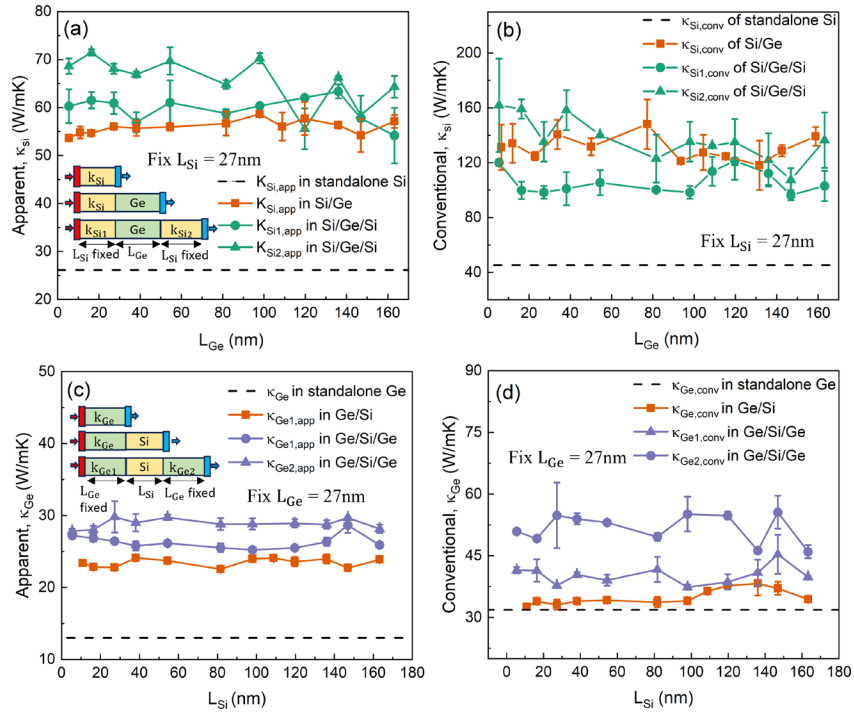 (a)
Apparent, κSi (W/mK)
80
70
60
50
40
30
20
Fix LSi = 27nm
kSi
kSi
Ge
kSi1
Ge
kSi2
LSi fixed
LGe
LSi fixed
KSi,app in standalone Si
KSi,app in Si/Ge
KSi1,app in Si/Ge/Si
KSi2,app in Si/Ge/Si
0 20 40 60 80 100 120 140 160 180
LGe (nm)
(b)
Conventional, κSi (W/mK)
240
200
160
120
80
40
κSi,conv of standalone Si
κSi,conv of Si/Ge
κSi1,conv of Si/Ge/Si
κSi2,conv of Si/Ge/Si
Fix LSi = 27nm
0 20 40 60 80 100 120 140 160
LGe (nm)
(c)
Apparent, κGe (W/mK)
50
40
30
20
10
kGe
kGe
Si
kGe1
Si
kGe2
LGe fixed
LSi
LGe fixed
κGe in standalone Ge
κGe1,app in Ge/Si
κGe1,app in Ge/Si/Ge
κGe2,app in Ge/Si/Ge
Fix LGe = 27nm
0 20 40 60 80 100 120 140 160 180
LSi (nm)
(d)
Conventional, κGe (W/mK)
90
75
60
45
30
15
κGe,conv in standalone Ge
κGe,conv in Ge/Si
κGe1,conv in Ge/Si/Ge
κGe2,conv in Ge/Si/Ge
Fix LGe = 27nm
0 20 40 60 80 100 120 140 160
LSi (nm)